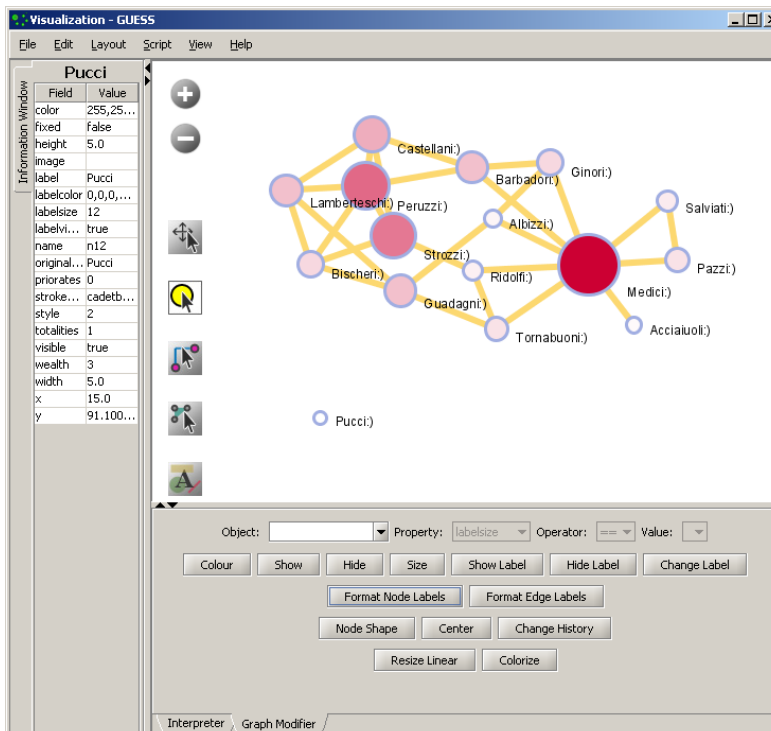 Visualization - GUESS
File Edit Layout Script View Help
Information Window
Pucci
Field Value
color 255,25...
fixed false
height 5.0
image
label Pucci
labelcolor 0,0,0,...
labelsize 12
labelvi... true
name n12
original... Pucci
priorates 0
stroke... cadetb...
style 2
totalities 1
visible true
wealth 3
width 5.0
x 15.0
y 91.100...
Castellani:)
Ginori:)
Barbadori:)
Lamberteschi:)
Peruzzi:)
Salviati:)
Albizzi:)
Strozzi:)
Pazzi:)
Bischeri:)
Ridolfi:)
Medici:)
Guadagni:)
Acciaiuoli:)
Tornabuoni:)
Pucci:)
A
Object: Property: labelsize Operator: == Value:
Colour Show Hide Size Show Label Hide Label Change Label
Format Node Labels Format Edge Labels
Node Shape Center Change History
Resize Linear Colorize
Interpreter Graph Modifier